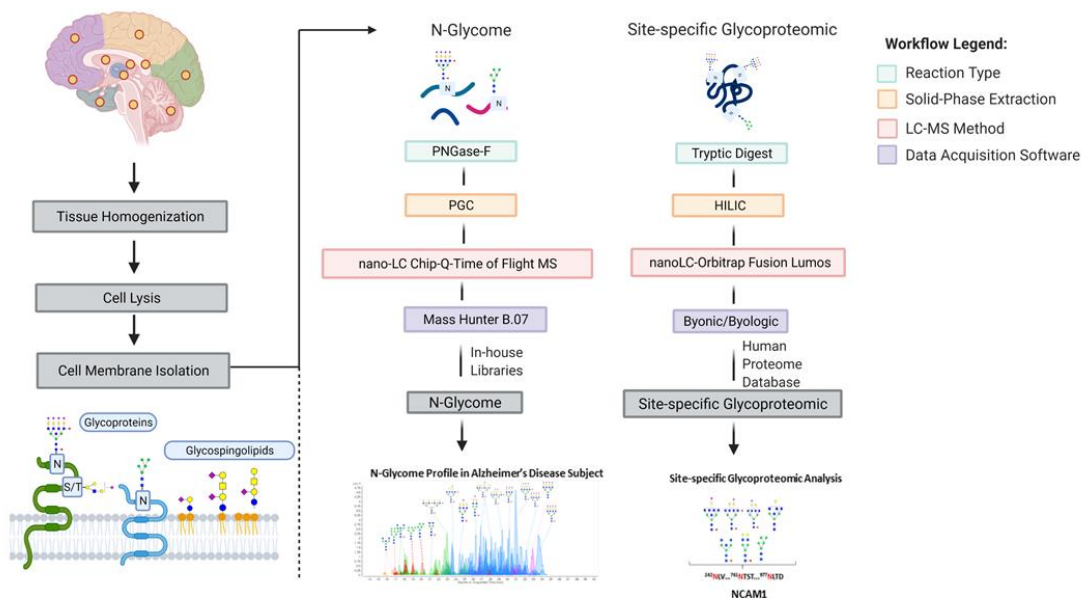 N-Glycome
Site-specific Glycoproteomic
Workflow Legend:
Reaction Type
Solid-Phase Extraction
LC-MS Method
Data Acquisition Software
Tissue Homogenization
Cell Lysis
Cell Membrane Isolation
Glycoproteins
Glycospingolipids
N
S/T
N
N
N
PNGase-F
PGC
nano-LC Chip-Q-Time of Flight MS
Mass Hunter B.07
In-house
Libraries
N-Glycome
N-Glycome Profile in Alzheimer's Disease Subject
Tryptic Digest
HILIC
nanoLC-Orbitrap Fusion Lumos
Byonic/Byologic
Human
Proteome
Database
Site-specific Glycoproteomic
Site-specific Glycoproteomic Analysis
NCAM1